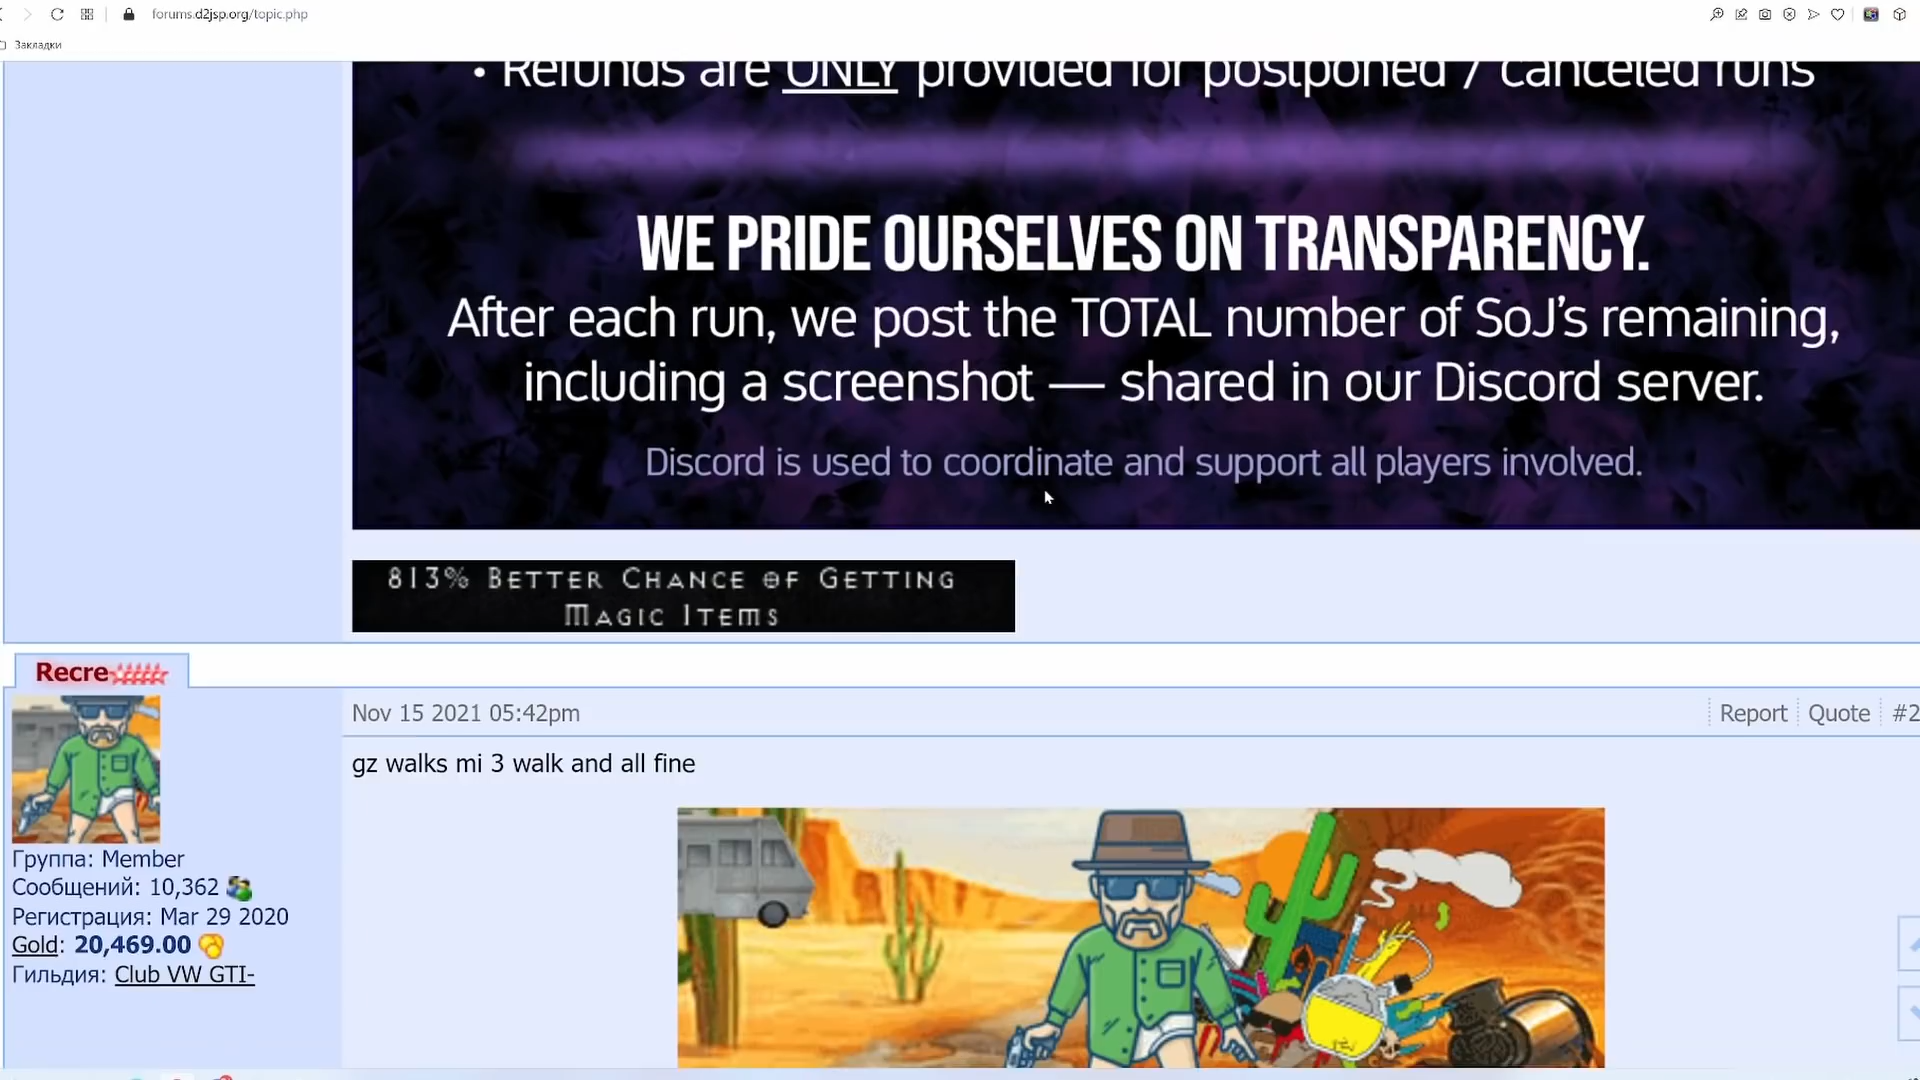 forums.d2jsp.org/topic.php
Закладки
• Refunds are ONLY provided for postponed / canceled runs
WE PRIDE OURSELVES ON TRANSPARENCY.
After each run, we post the TOTAL number of SoJ's remaining,
including a screenshot — shared in our Discord server.
Discord is used to coordinate and support all players involved.
813% Better Chance of Getting
Magic Items
Recre
Nov 15 2021 05:42pm
Report Quote #2
gz walks mi 3 walk and all fine
Группа: Member
Сообщений: 10,362
Регистрация: Mar 29 2020
Gold: 20,469.00
Гильдия: Club VW GTI-